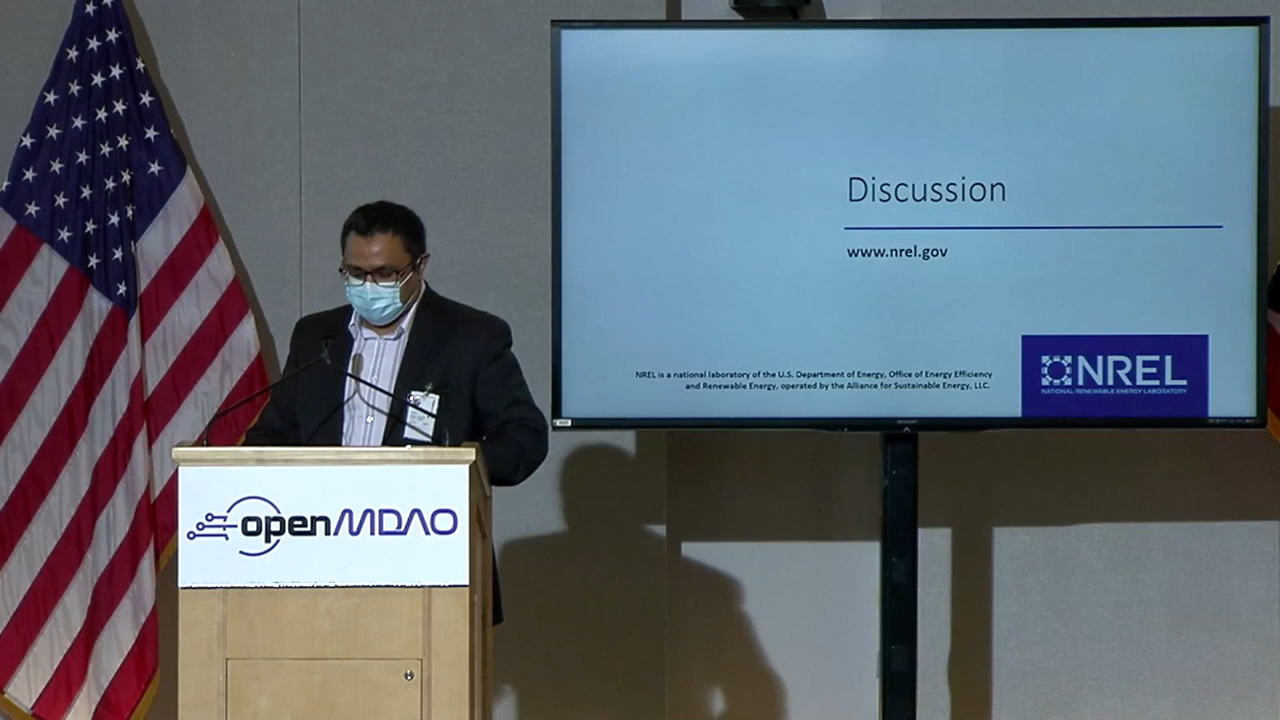 Discussion
www.nrel.gov
NREL is a national laboratory of the U.S. Department of Energy, Office of Energy Efficiency
and Renewable Energy, operated by the Alliance for Sustainable Energy, LLC.
NREL
NATIONAL RENEWABLE ENERGY LABORATORY
openMDAO